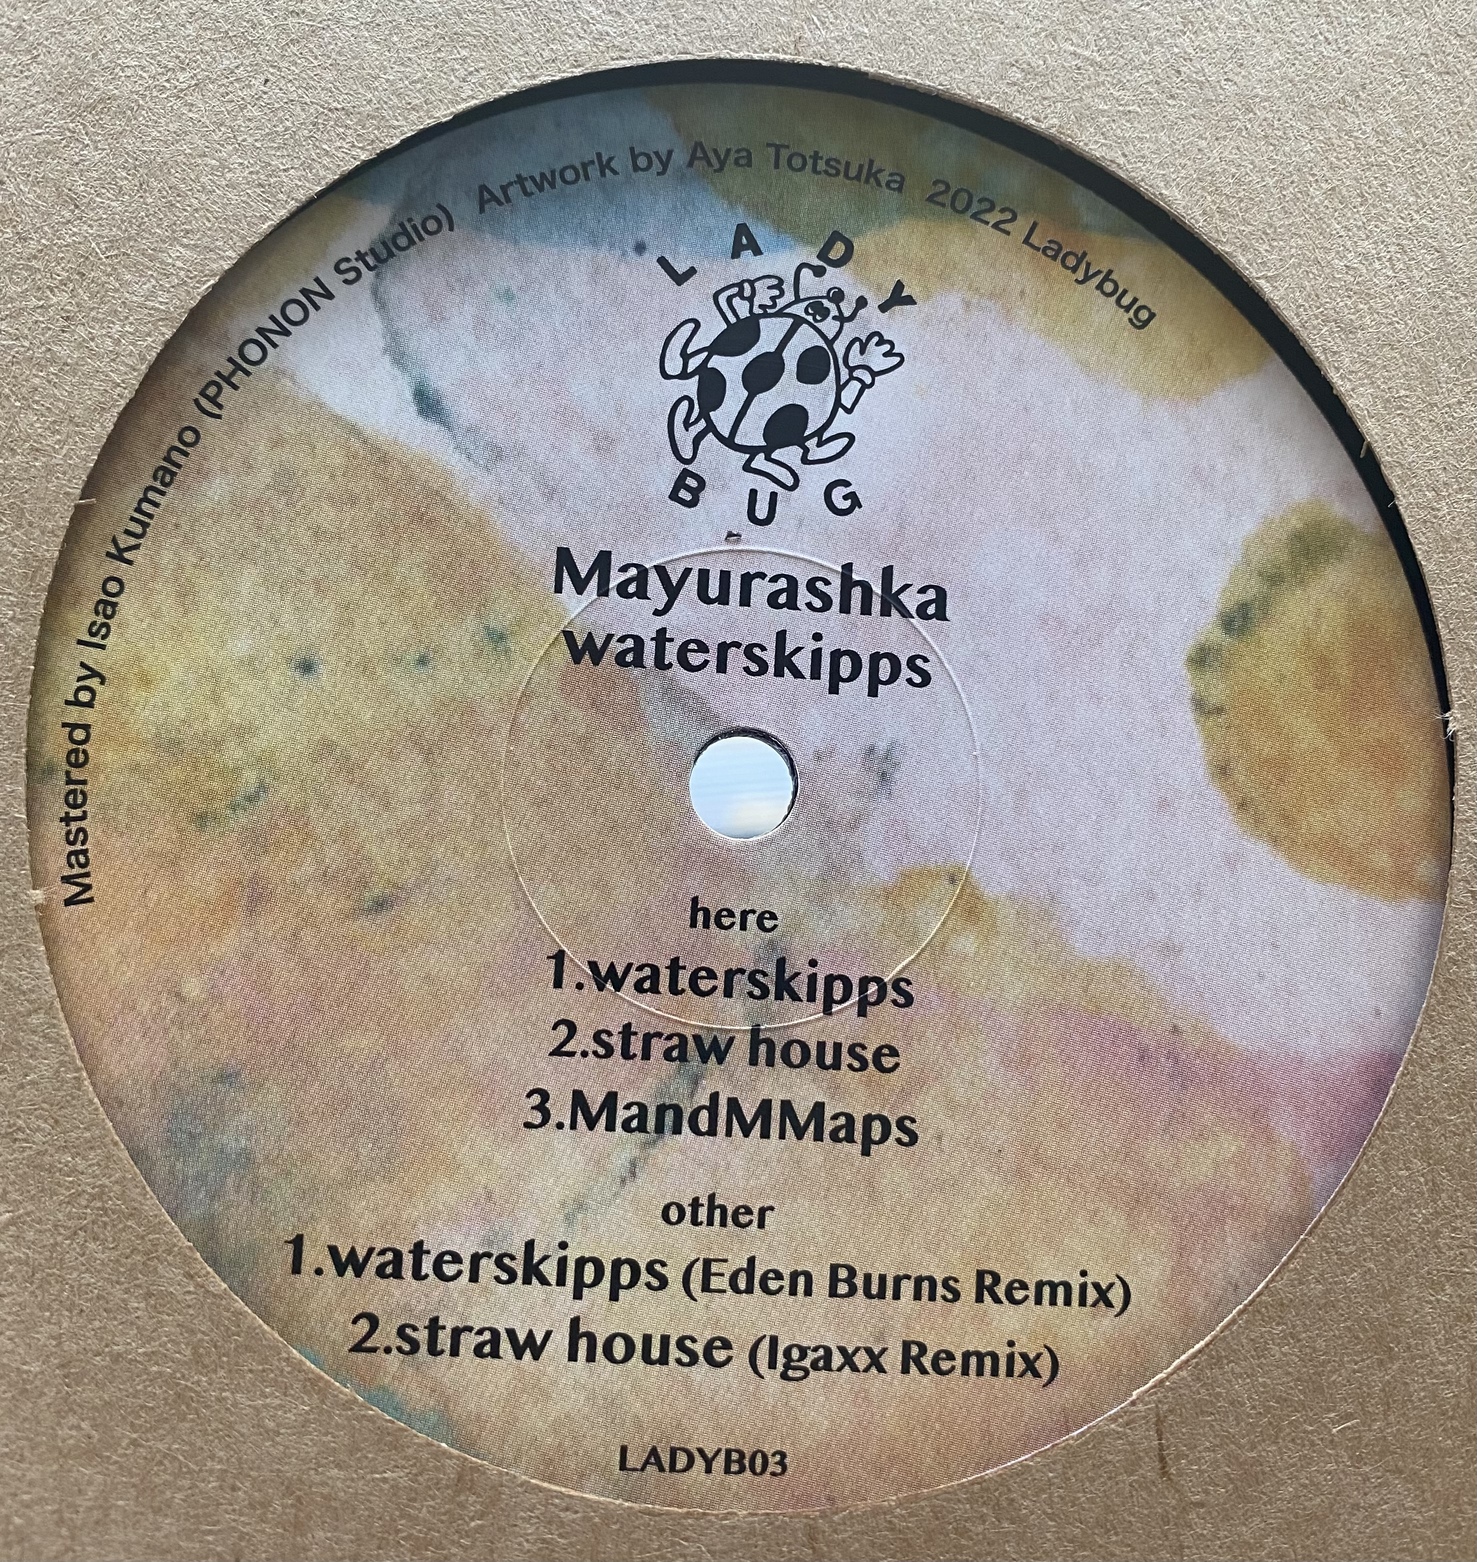 Mastered by Isao Kumano (PHONON Studio) Artwork by Aya Totsuka 2022 Ladybug
LADY
BUG
Mayurashka
waterskipps
here
1.waterskipps
2.straw house
3.MandMMaps
other
1.waterskipps (Eden Burns Remix)
2.straw house (Igaxx Remix)
LADYB03